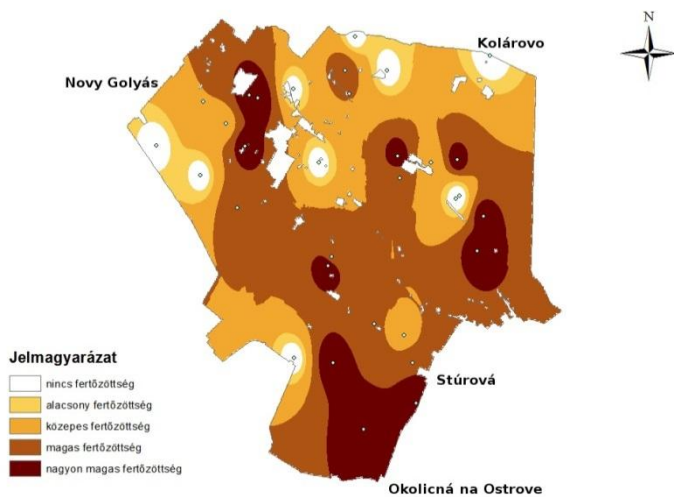 N
Kolárovo
Novy Golyás
Jelmagyarázat
nincs fertőzöttség
alacsony fertőzöttség
közepes fertőzöttség
magas fertőzöttség
nagyon magas fertőzöttség
Stúrová
Okolicná na Ostrove